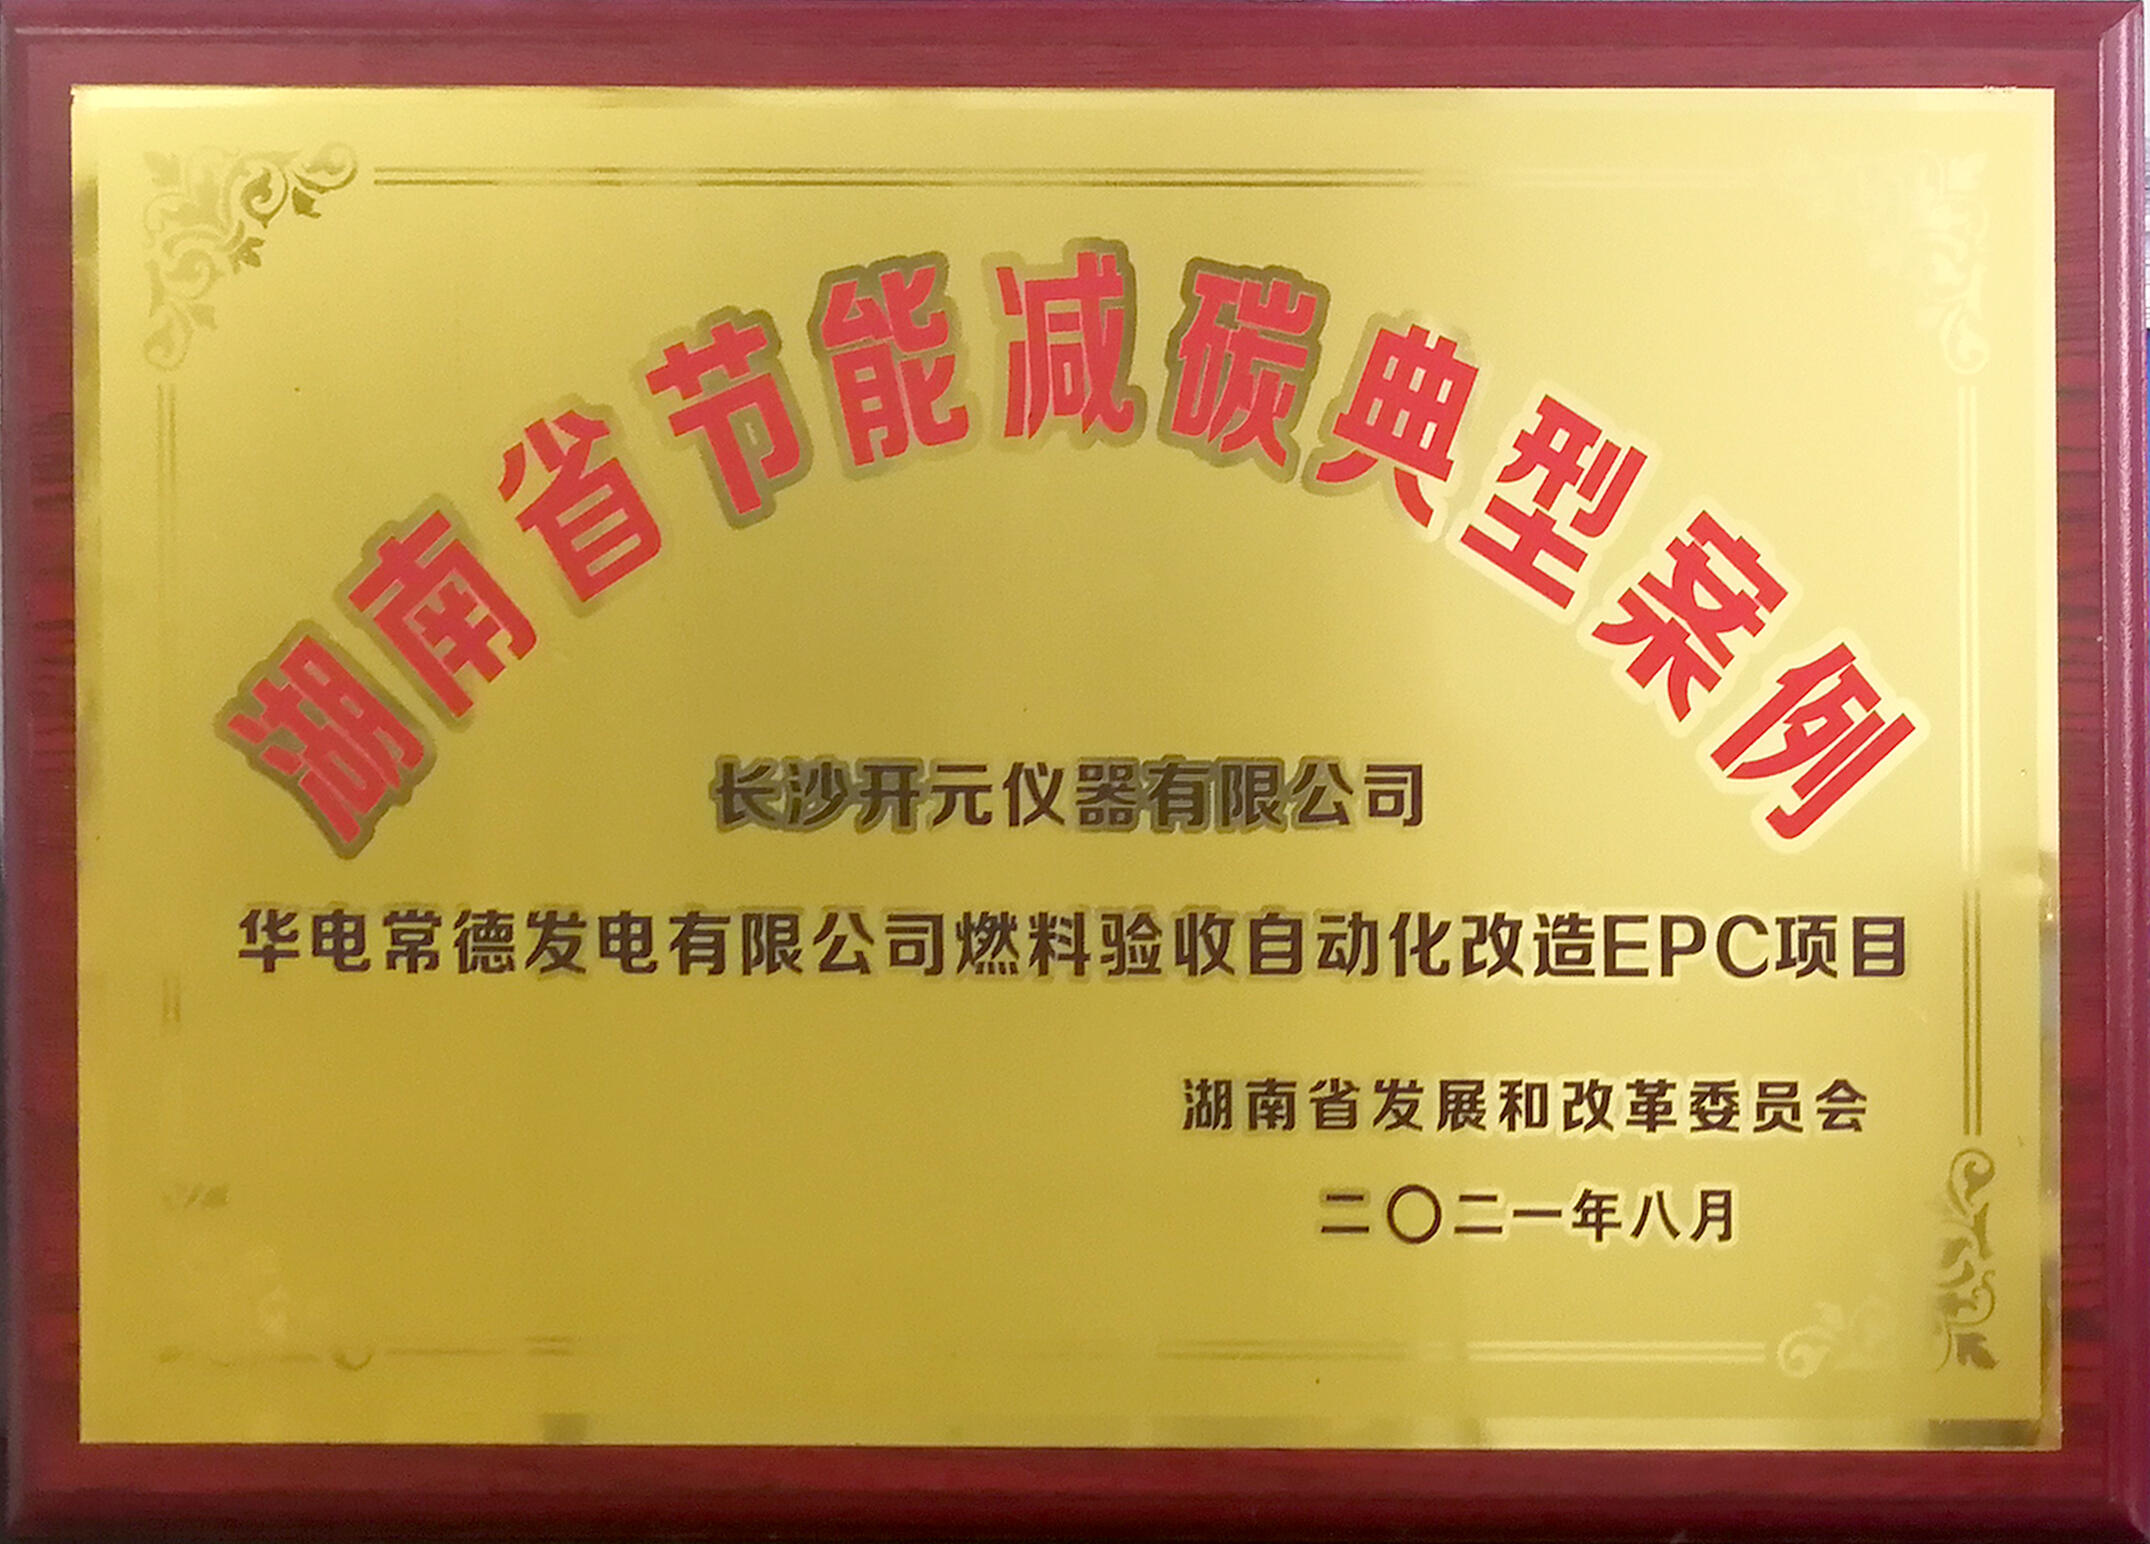 湖南省节能减碳典型案例
长沙开元仪器有限公司
华电常德发电有限公司燃料验收自动化改造EPC项目
湖南省发展和改革委员会
二〇二一年八月